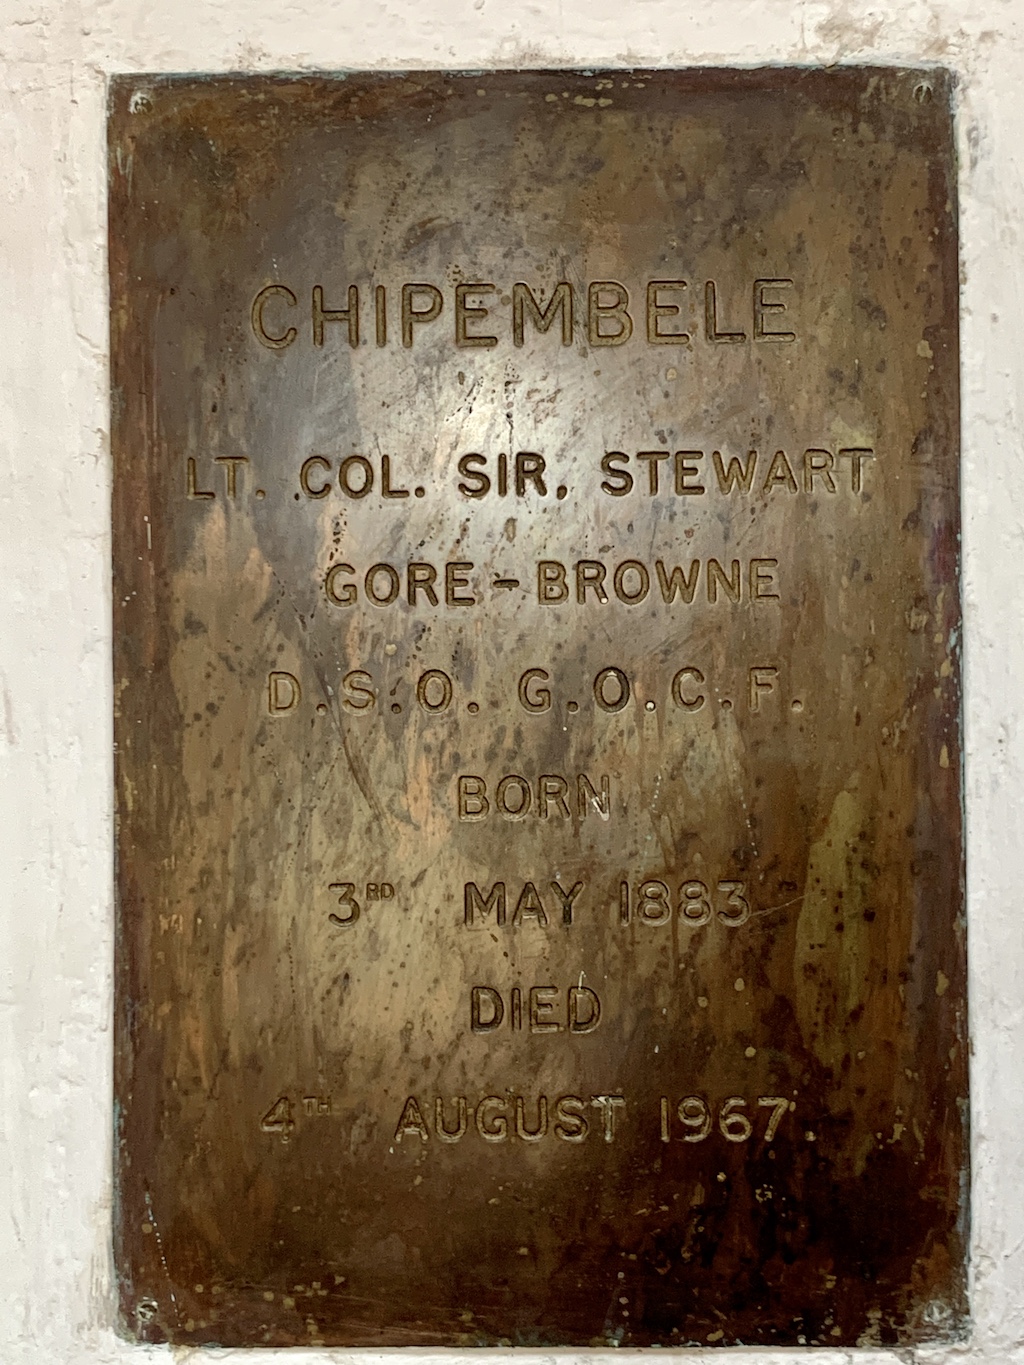 CHIPEMBELE
LT. COL. SIR. STEWART
GORE-BROWNE
D.S.O. G.O.C.F.
BORN
3RD MAY 1883
DIED
4TH AUGUST 1967.